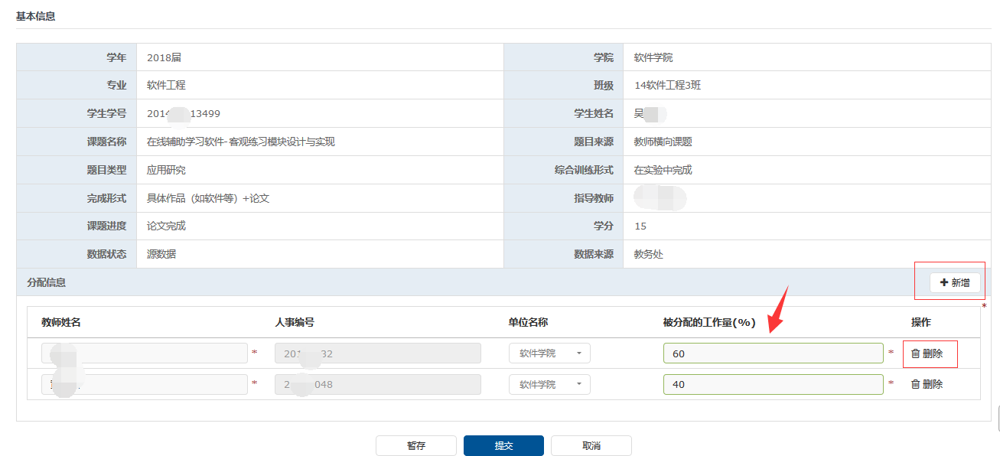 基本信息
学年 2018届 学院 软件学院
专业 软件工程 班级 14软件工程3班
学生学号 2014 13499 学生姓名 吴
课题名称 在线辅助学习软件-客观练习模块设计与实现 题目来源 教师横向课题
题目类型 应用研究 综合训练形式 在实验中完成
完成形式 具体作品（如软件等）+论文 指导教师
课题进度 论文完成 学分 15
数据状态 源数据 数据来源 教务处
分配信息 新增
*
教师姓名 人事编号 单位名称 被分配的工作量(%) 操作
* 201 32 软件学院 60 * 删除
* 2 048 软件学院 40 * 删除
暂存 提交 取消